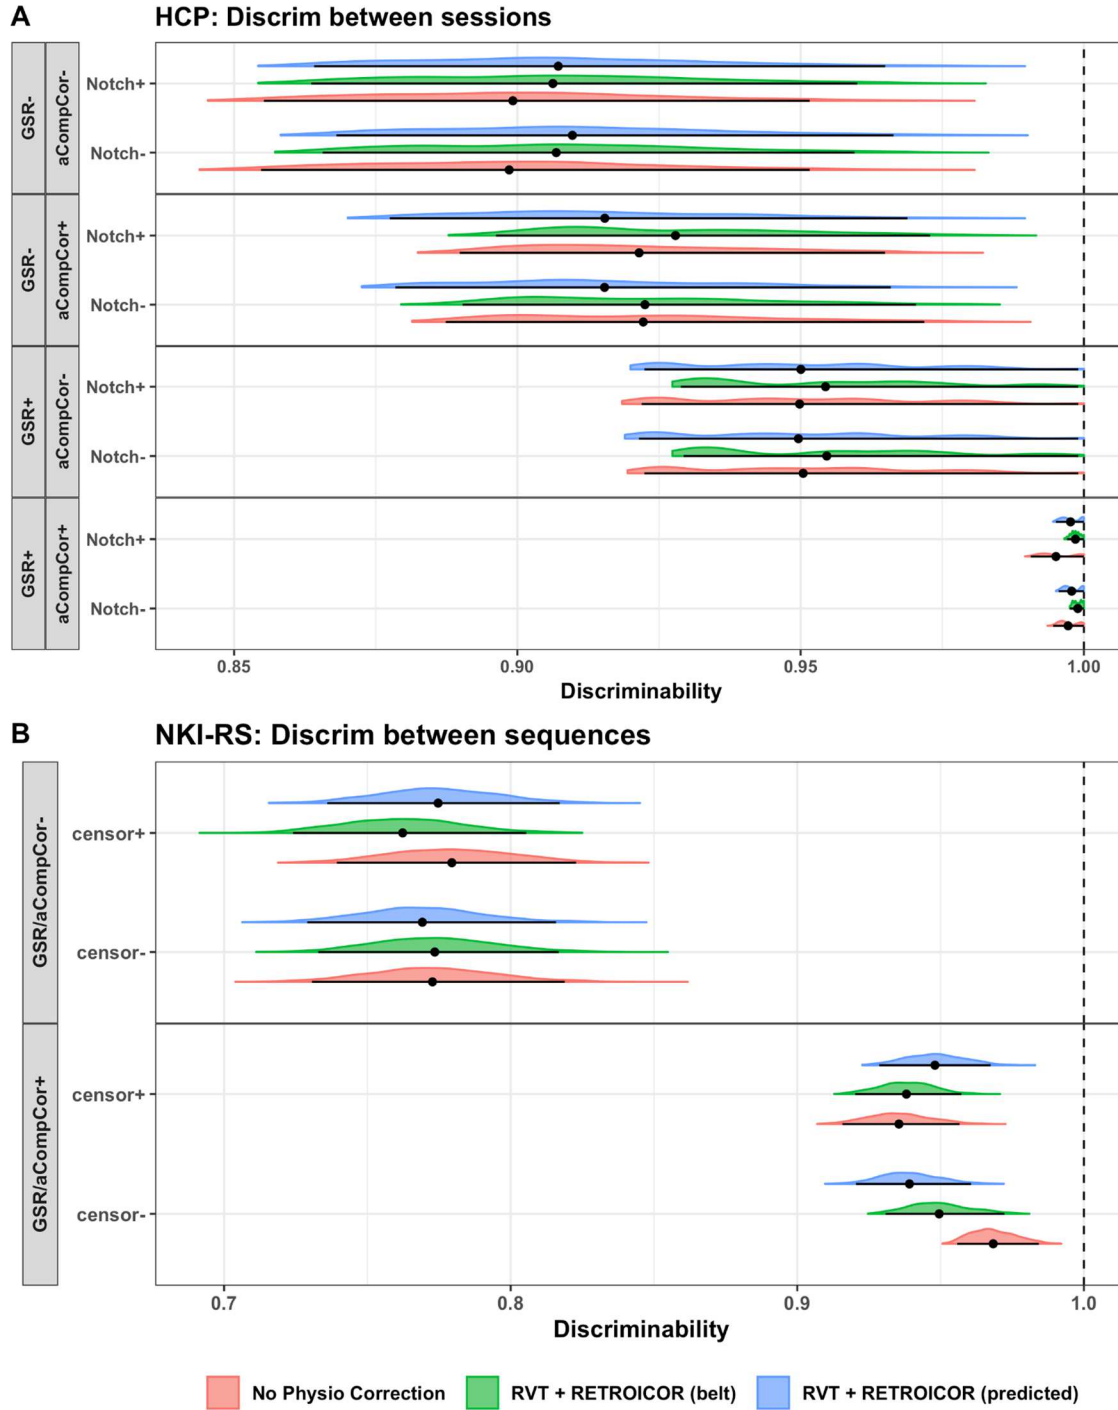 A
HCP: Discrim between sessions
GSR-
aCompCor-
Notch+
Notch-
GSR-
aCompCor+
Notch+
Notch-
GSR+
aCompCor-
Notch+
Notch-
GSR+
aCompCor+
Notch+
Notch-
0.85 0.90 0.95 1.00
Discriminability
B
NKI-RS: Discrim between sequences
GSR/aCompCor-
censor+
censor-
GSR/aCompCor+
censor+
censor-
0.7 0.8 0.9 1.0
Discriminability
No Physio Correction RVT + RETROICOR (belt) RVT + RETROICOR (predicted)